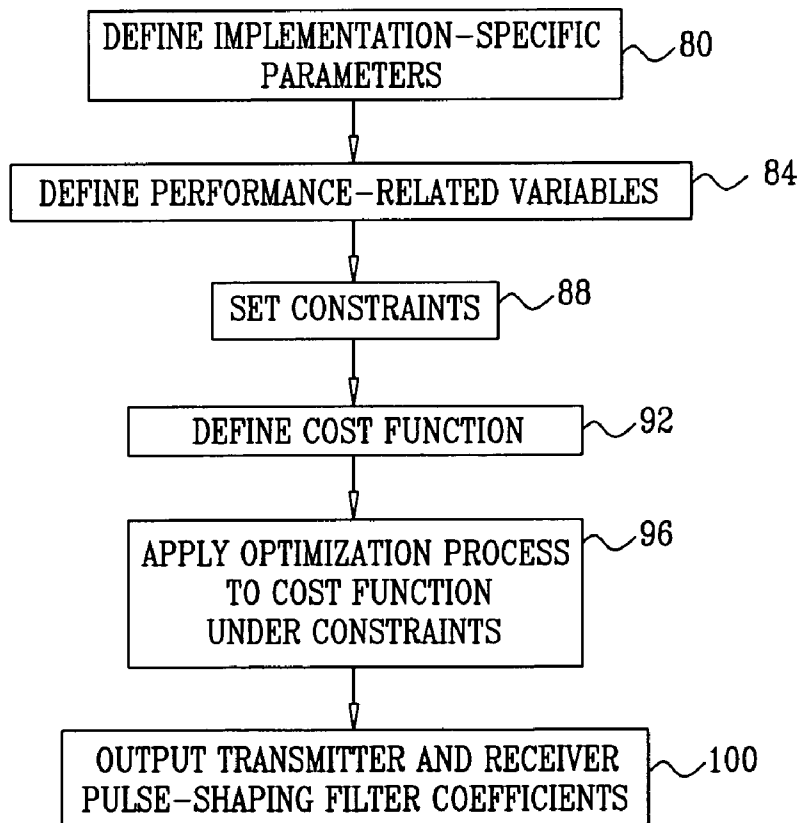 DEFINE IMPLEMENTATION-SPECIFIC
PARAMETERS
80
DEFINE PERFORMANCE-RELATED VARIABLES
84
SET CONSTRAINTS
88
DEFINE COST FUNCTION
92
APPLY OPTIMIZATION PROCESS
TO COST FUNCTION
UNDER CONSTRAINTS
96
OUTPUT TRANSMITTER AND RECEIVER
PULSE-SHAPING FILTER COEFFICIENTS
100